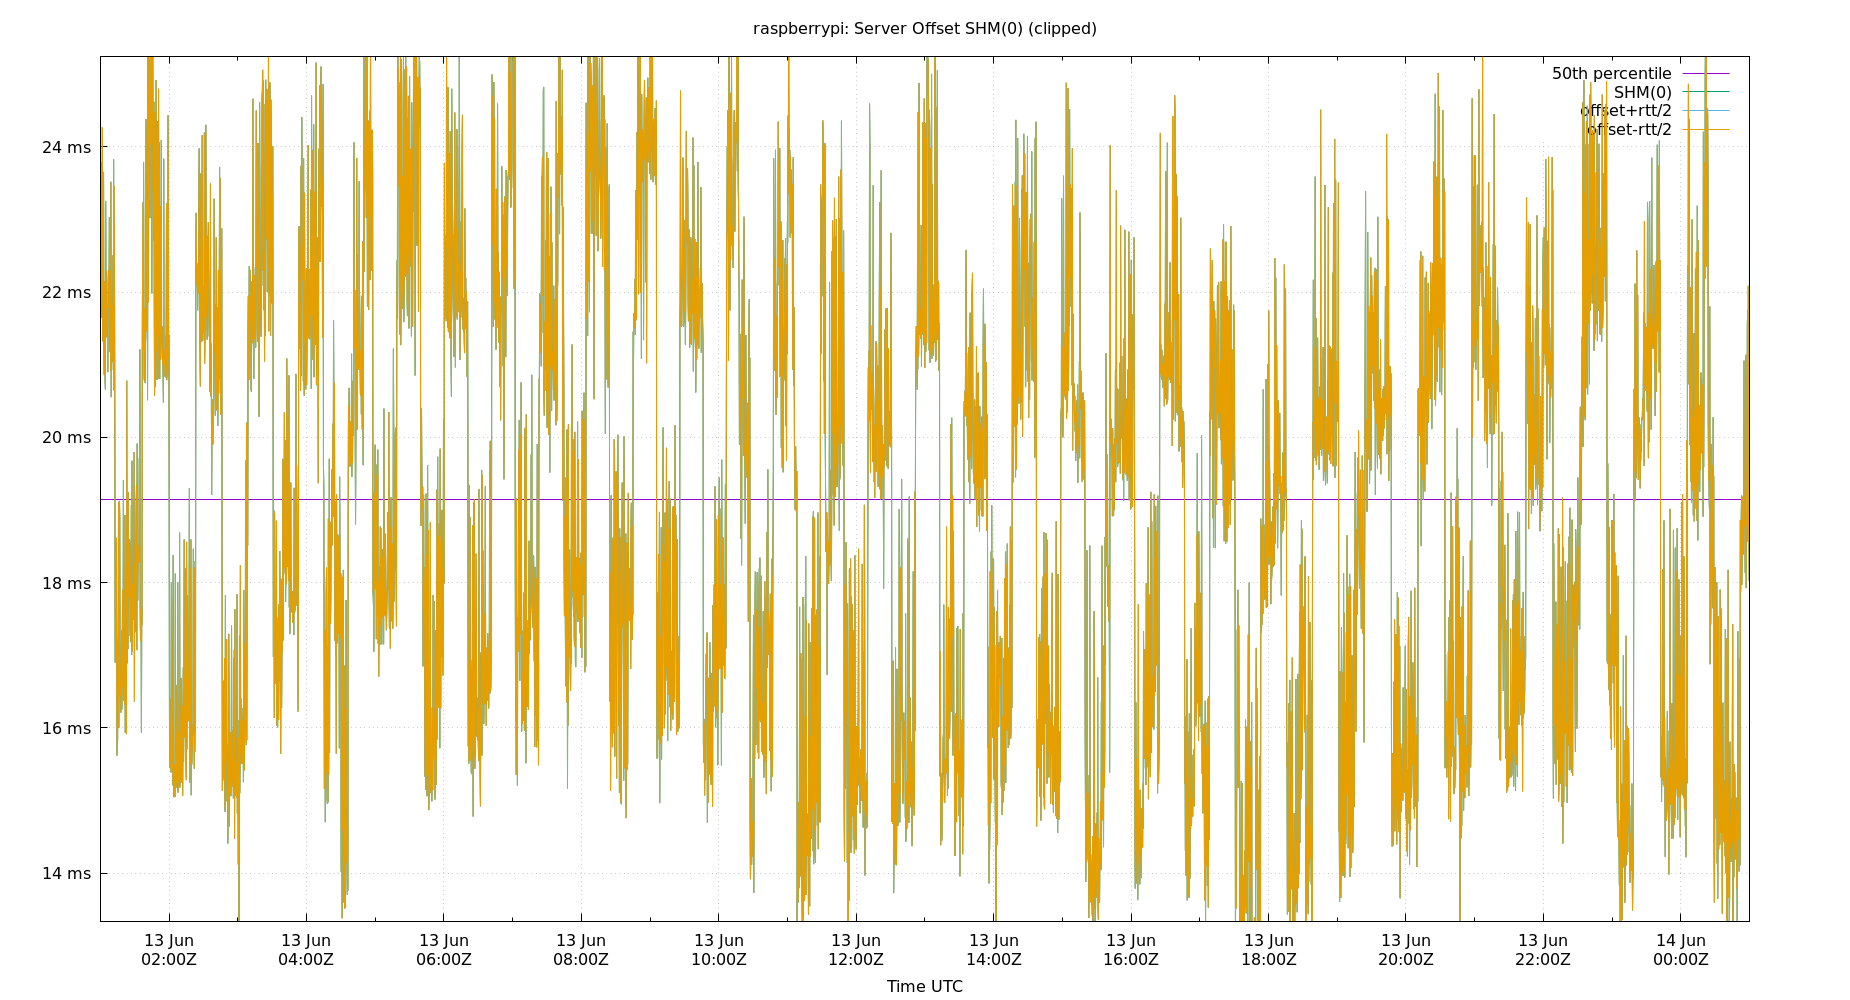 raspberrypi: Server Offset SHM(0) (clipped)
50th percentile
SHM(0)
offset+rtt/2
offset-rtt/2
24 ms
22 ms
20 ms
18 ms
16 ms
14 ms
13 Jun 13 Jun 13 Jun 13 Jun 13 Jun 13 Jun 13 Jun 13 Jun 13 Jun 13 Jun 13 Jun 14 Jun
02:00Z 04:00Z 06:00Z 08:00Z 10:00Z 12:00Z 14:00Z 16:00Z 18:00Z 20:00Z 22:00Z 00:00Z
Time UTC